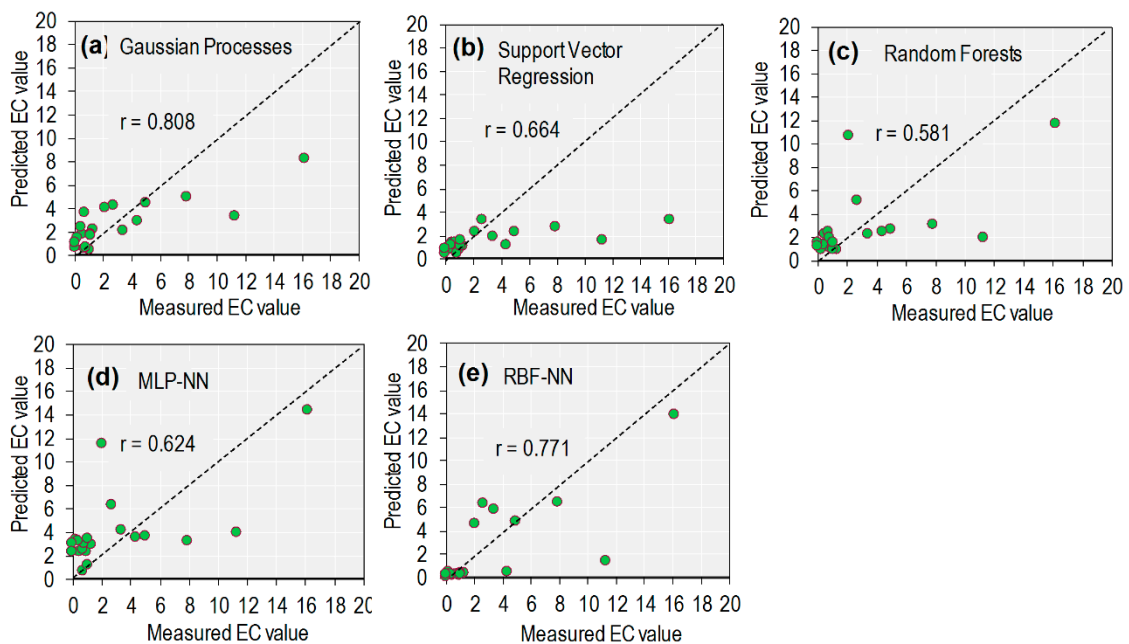 20
18
16
14
12
10
8
6
4
2
0
Predicted EC value
(a) Gaussian Processes
r = 0.808
0 2 4 6 8 10 12 14 16 18 20
Measured EC value
20
18
16
14
12
10
8
6
4
2
0
Predicted EC value
(b) Support Vector
Regression
r = 0.664
0 2 4 6 8 10 12 14 16 18 20
Measured EC value
20
18
16
14
12
10
8
6
4
2
0
Predicted EC value
(c) Random Forests
r = 0.581
0 2 4 6 8 10 12 14 16 18 20
Measured EC value
20
18
16
14
12
10
8
6
4
2
0
Predicted EC value
(d) MLP-NN
r = 0.624
0 2 4 6 8 10 12 14 16 18 20
Measured EC value
20
18
16
14
12
10
8
6
4
2
0
Predicted EC value
(e) RBF-NN
r = 0.771
0 2 4 6 8 10 12 14 16 18 20
Measured EC value